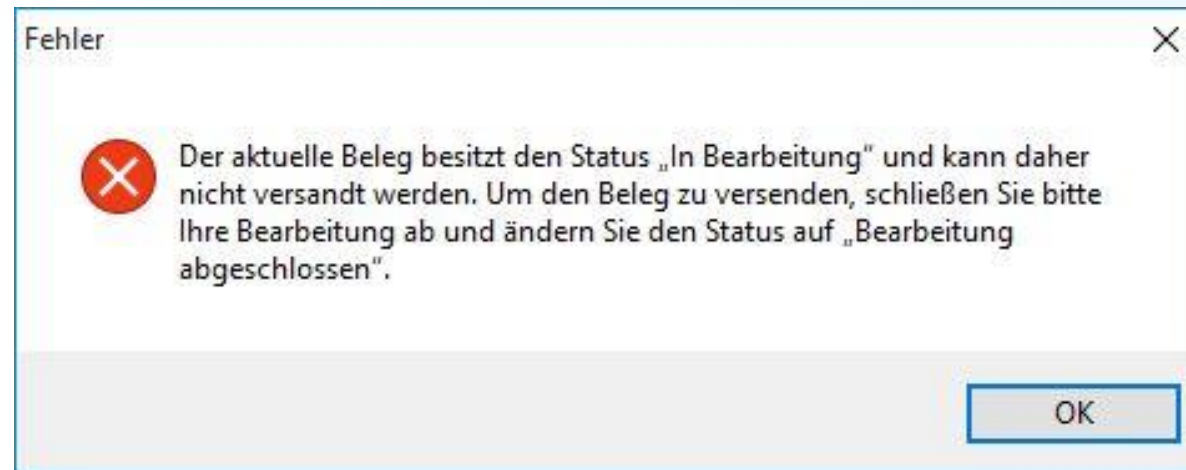 Fehler
Der aktuelle Beleg besitzt den Status „In Bearbeitung“ und kann daher
nicht versandt werden. Um den Beleg zu versenden, schließen Sie bitte
Ihre Bearbeitung ab und ändern Sie den Status auf „Bearbeitung
abgeschlossen“.
OK